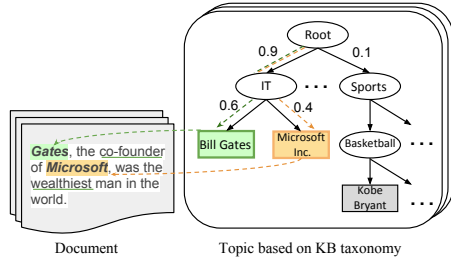 Root
0.9
0.1
IT
. . .
Sports
0.6
0.4
Bill Gates
Microsoft
Inc.
Basketball
. . .
Kobe
Bryant
. . .
Gates, the co-founder
of Microsoft, was the
wealthiest man in the
world.
Document
Topic based on KB taxonomy